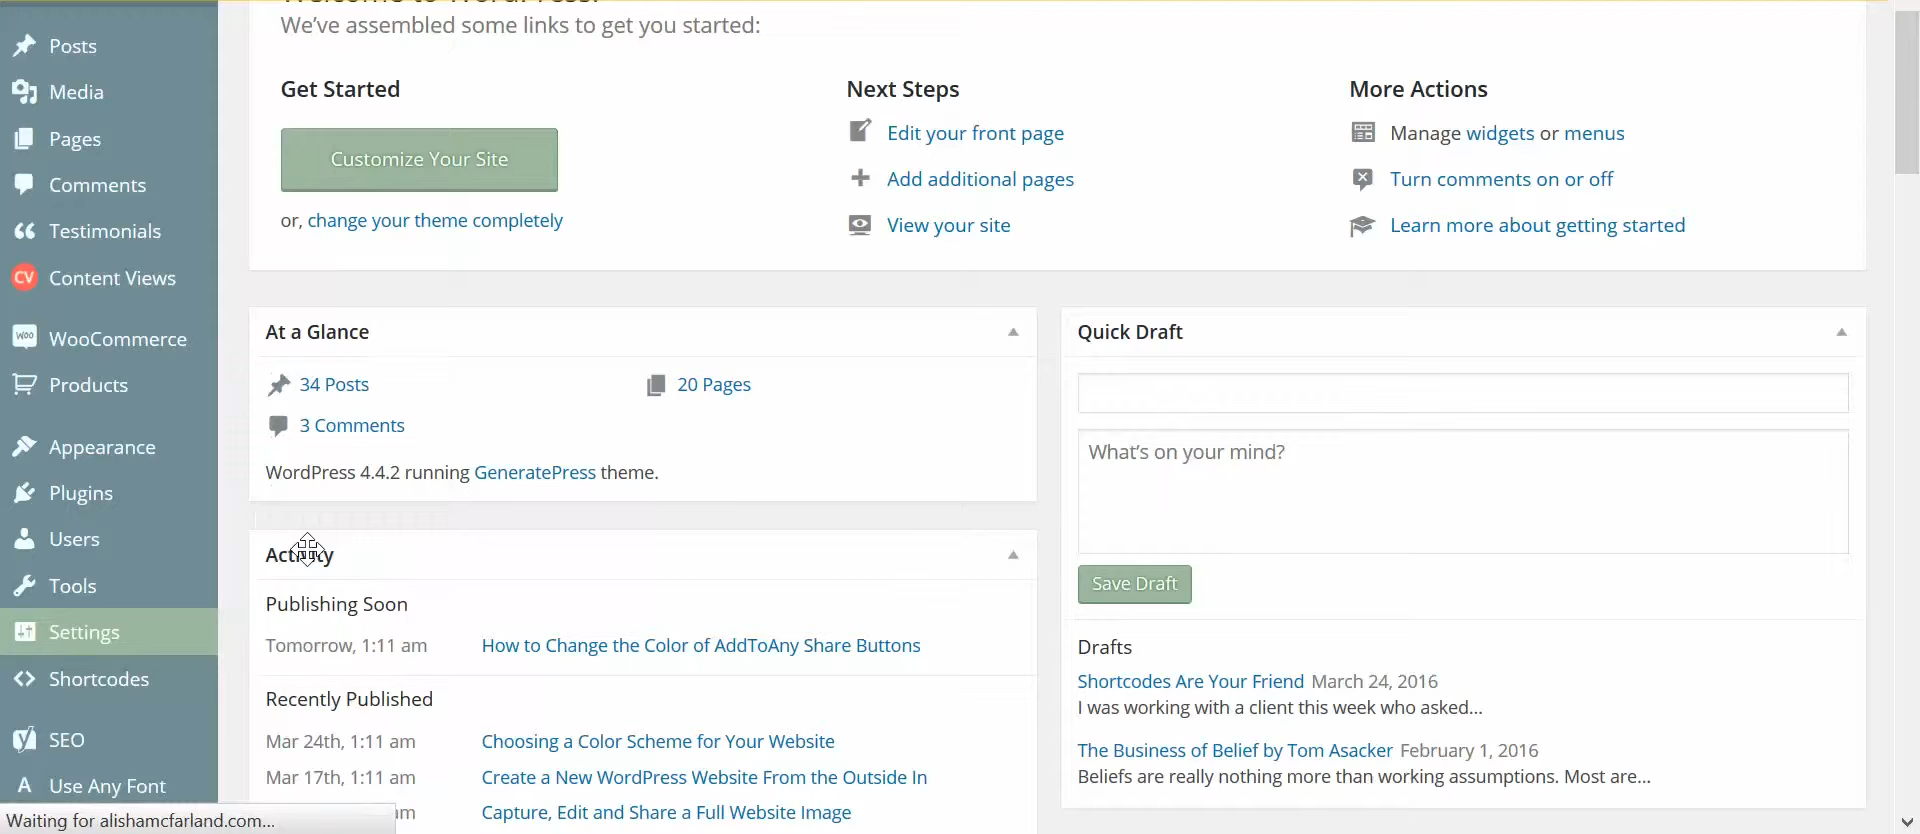 Welcome to WordPress!
We've assembled some links to get you started:
Posts
Media
Pages
Comments
Testimonials
CV Content Views
Woo WooCommerce
Products
Appearance
Plugins
Users
Tools
Settings
Shortcodes
SEO
A Use Any Font
Get Started
Customize Your Site
or, change your theme completely
Next Steps
Edit your front page
Add additional pages
View your site
More Actions
Manage widgets or menus
Turn comments on or off
Learn more about getting started
At a Glance
34 Posts
20 Pages
3 Comments
WordPress 4.4.2 running GeneratePress theme.
Activity
Publishing Soon
Tomorrow, 1:11 am How to Change the Color of AddToAny Share Buttons
Recently Published
Mar 24th, 1:11 am Choosing a Color Scheme for Your Website
Mar 17th, 1:11 am Create a New WordPress Website From the Outside In
am Capture, Edit and Share a Full Website Image
Quick Draft
What's on your mind?
Save Draft
Drafts
Shortcodes Are Your Friend March 24, 2016
I was working with a client this week who asked...
The Business of Belief by Tom Asacker February 1, 2016
Beliefs are really nothing more than working assumptions. Most are...
Waiting for alishamcfarland.com...